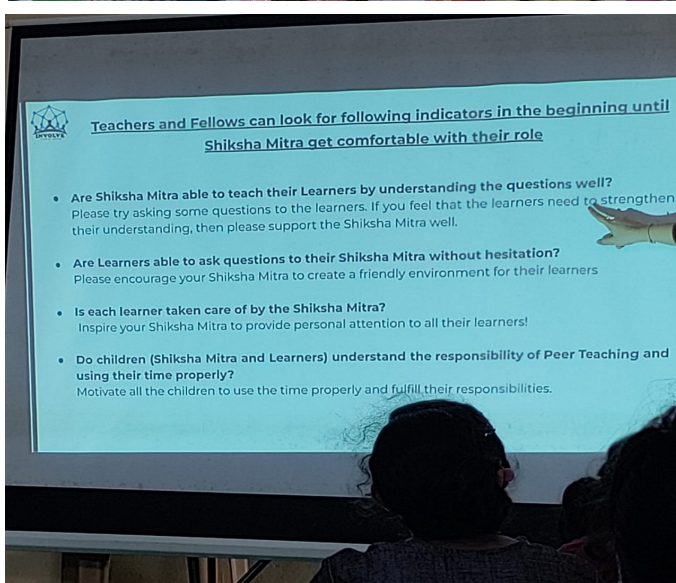 INVOLVE
Teachers and Fellows can look for following indicators in the beginning until
Shiksha Mitra get comfortable with their role
• Are Shiksha Mitra able to teach their Learners by understanding the questions well?
Please try asking some questions to the learners. If you feel that the learners need to strengthen
their understanding, then please support the Shiksha Mitra well.
• Are Learners able to ask questions to their Shiksha Mitra without hesitation?
Please encourage your Shiksha Mitra to create a friendly environment for their learners
• Is each learner taken care of by the Shiksha Mitra?
Inspire your Shiksha Mitra to provide personal attention to all their learners!
• Do children (Shiksha Mitra and Learners) understand the responsibility of Peer Teaching and
using their time properly?
Motivate all the children to use the time properly and fulfill their responsibilities.